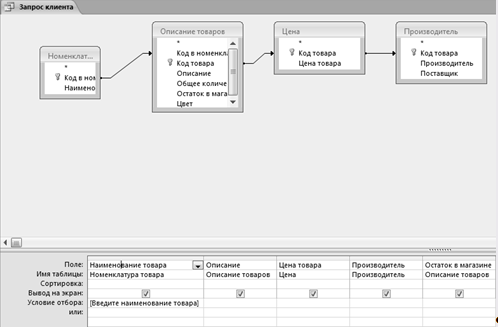 Запрос клиента
Номенклат...
*
Код в ном
Наимено
Описание товаров
*
Код в номенкл
Код товара
Описание
Общее количе
Остаток в мага
Цвет
Цена
*
Код товара
Цена товара
Производитель
*
Код товара
Производитель
Поставщик
Поле: Наименование товара Описание Цена товара Производитель Остаток в магазине
Имя таблицы: Номенклатура товара Описание товаров Цена Производитель Описание товаров
Сортировка:
Вывод на экран:
Условие отбора: [Введите наименование товара]
или: